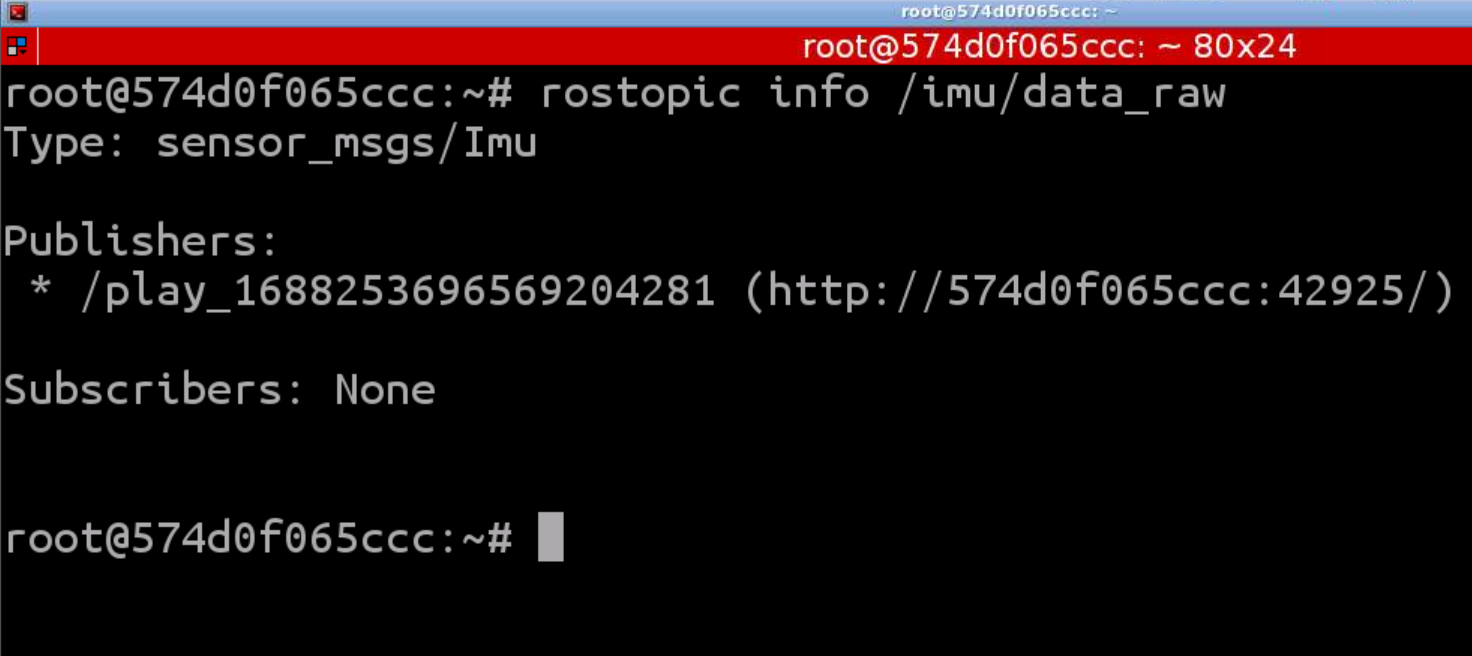 root@574d0f065ccc: ~
root@574d0f065ccc: ~ 80x24
root@574d0f065ccc:~# rostopic info /imu/data_raw
Type: sensor_msgs/Imu
Publishers:
 * /play_1688253696569204281 (http://574d0f065ccc:42925/)
Subscribers: None
root@574d0f065ccc:~#